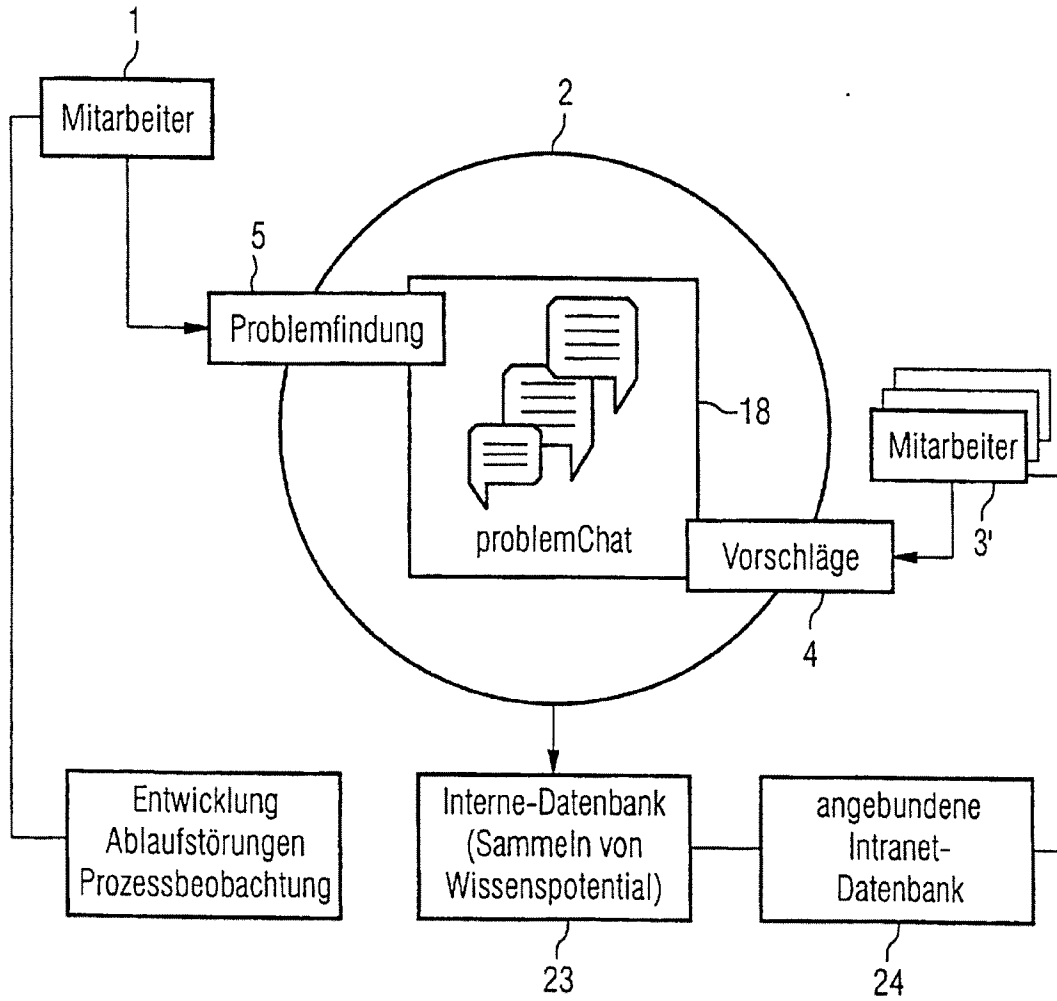 1
Mitarbeiter
2
5
Problemfindung
18
Mitarbeiter
3'
problemChat
Vorschläge
4
Entwicklung
Ablaufstörungen
Prozessbeobachtung
Interne-Datenbank
(Sammeln von
Wissenspotential)
23
angebundene
Intranet-
Datenbank
24